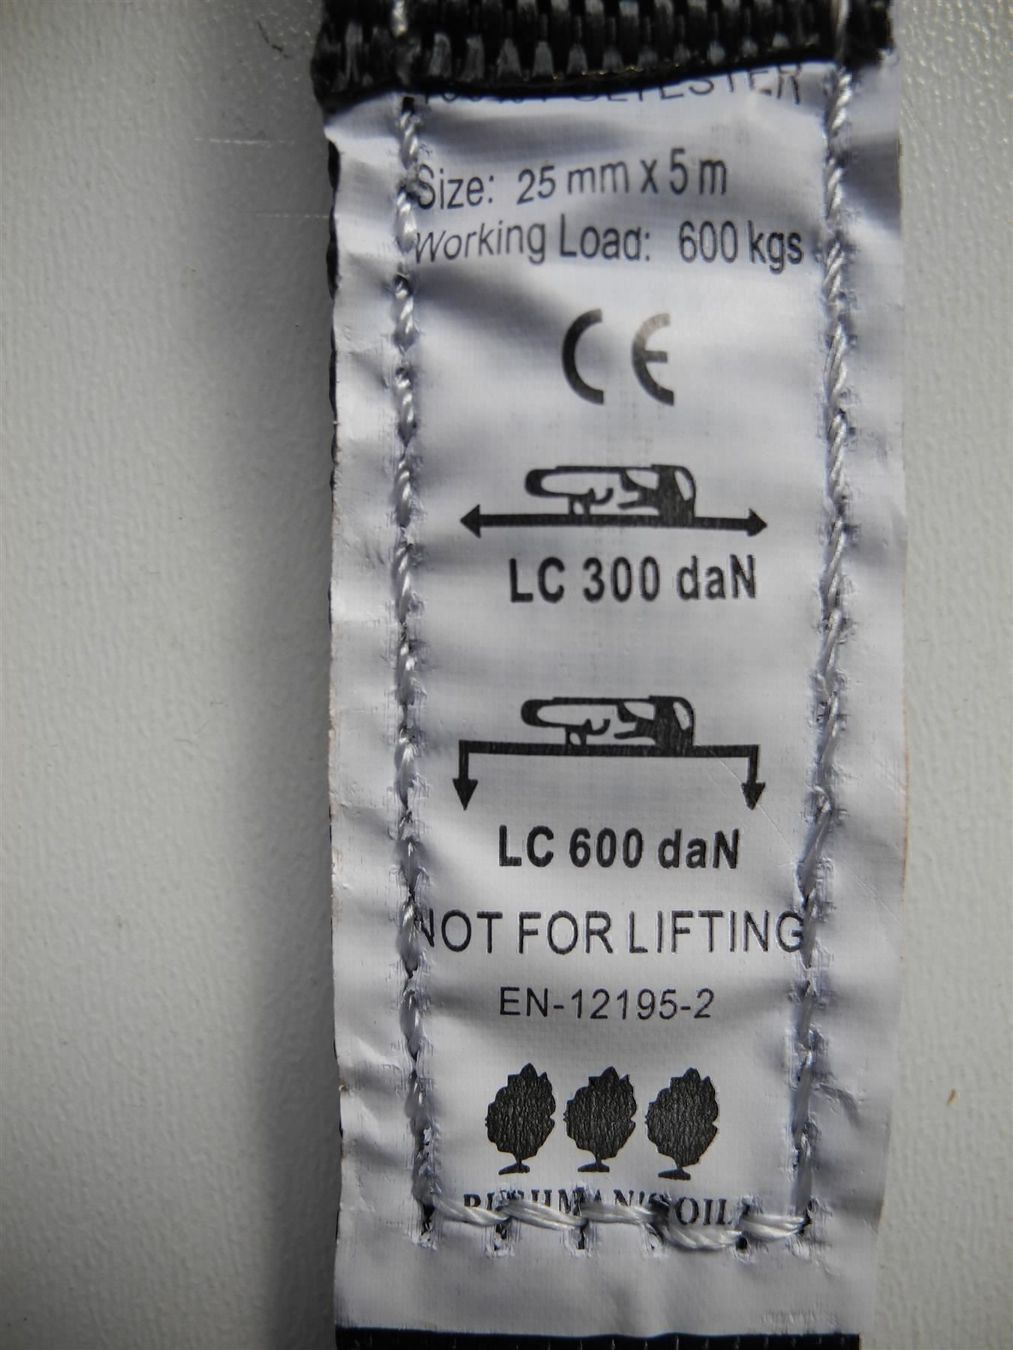 POLYESTER
Size: 25 mm x 5 m
Working Load: 600 kgs
CE
LC 300 daN
LC 600 daN
NOT FOR LIFTING
EN-12195-2